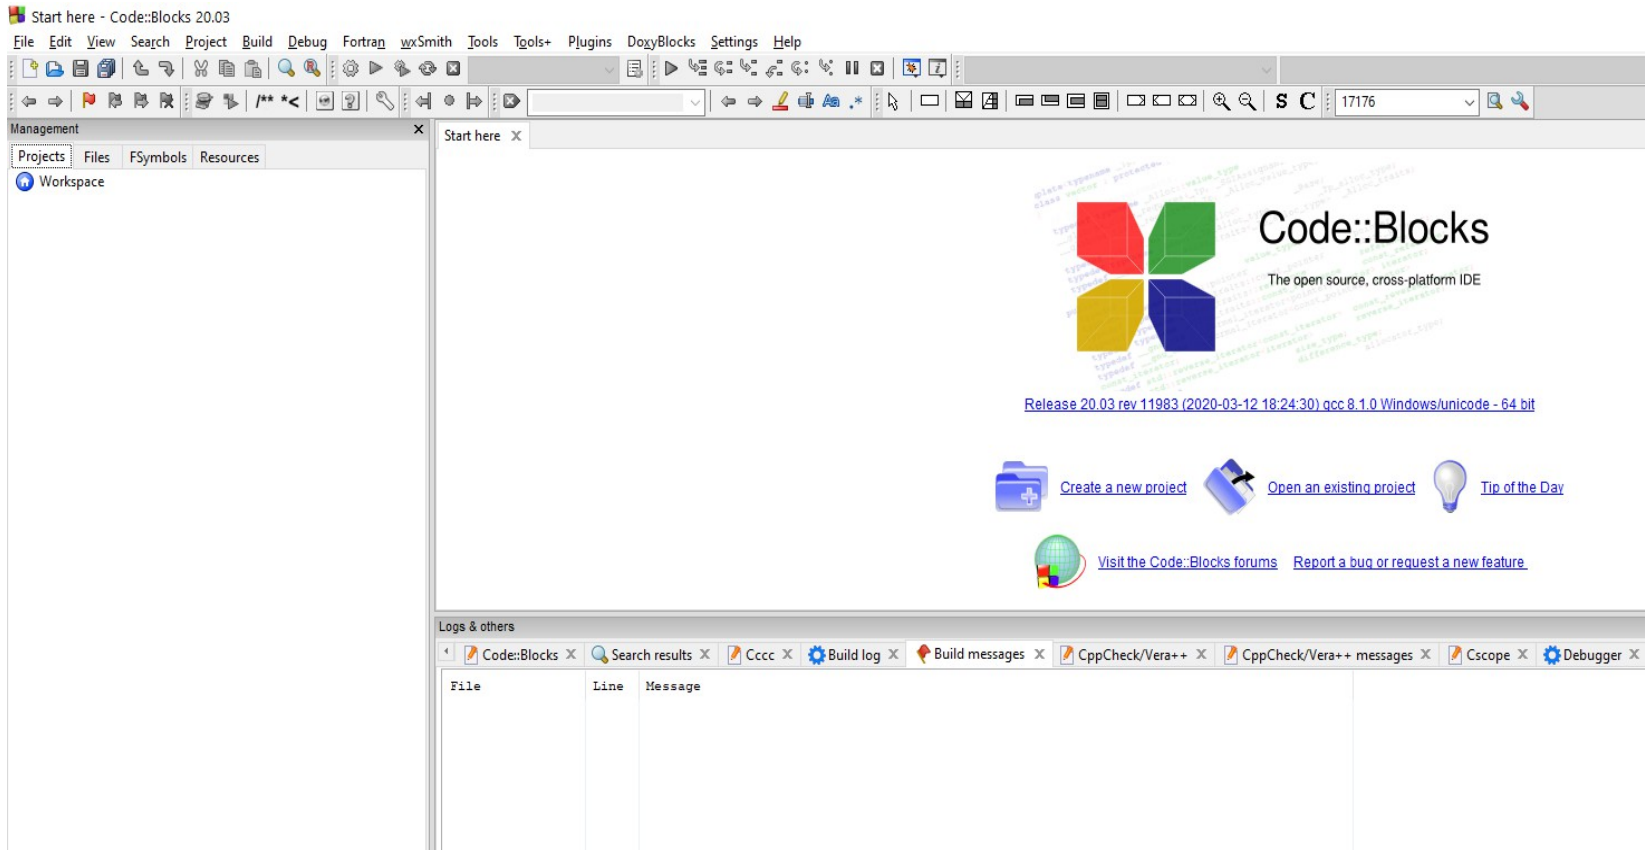 Start here - Code::Blocks 20.03
File Edit View Search Project Build Debug Fortran wxSmith Tools Tools+ Plugins DoxyBlocks Settings Help
/** *< Aa .* S C 17176
Management
Start here
Projects Files FSymbols Resources
Workspace
Code::Blocks
The open source, cross-platform IDE
Release 20.03 rev 11983 (2020-03-12 18:24:30) gcc 8.1.0 Windows/unicode - 64 bit
Create a new project Open an existing project Tip of the Day
Visit the Code::Blocks forums Report a bug or request a new feature
Logs & others
Code::Blocks Search results Cccc Build log Build messages CppCheck/Vera++ CppCheck/Vera++ messages Cscope Debugger
File Line Message